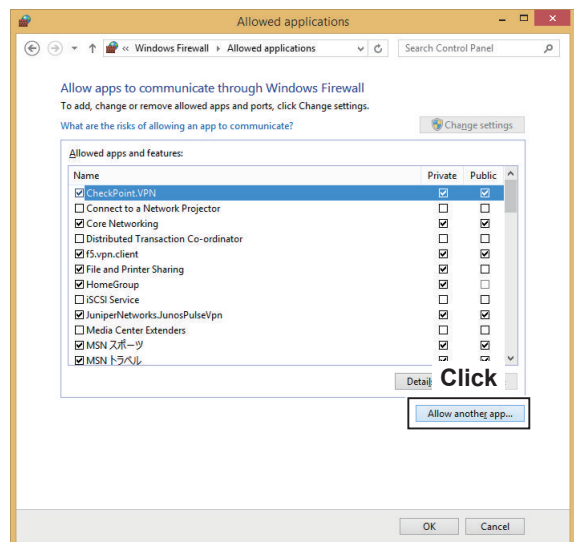 Allowed applications
« Windows Firewall ▸ Allowed applications
Search Control Panel
Allow apps to communicate through Windows Firewall
To add, change or remove allowed apps and ports, click Change settings.
What are the risks of allowing an app to communicate?
Change settings
Allowed apps and features:
Name Private Public
CheckPoint.VPN
Connect to a Network Projector
Core Networking
Distributed Transaction Co-ordinator
f5.vpn.client
File and Printer Sharing
HomeGroup
iSCSI Service
JuniperNetworks.JunosPulseVpn
Media Center Extenders
MSN スポーツ
MSN トラベル
Click
Allow another app...
OK Cancel